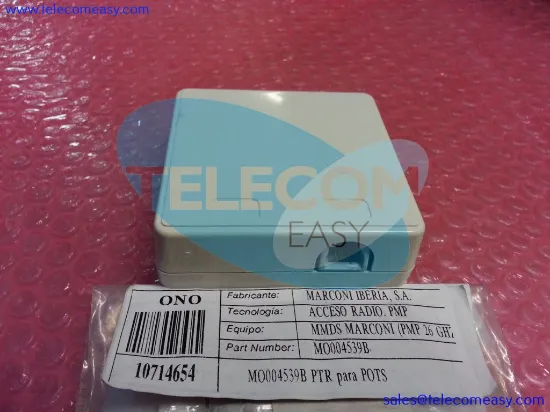 www.telecomeasy.com
TELECOM
EASY
ONO
10714654
Fabricante: MARCONI IBERIA, S.A.
Tecnología: ACCESO RADIO. PMP
Equipo: MMDS MARCONI (PMP 26 GHZ
Part Number: MO004539B
MO004539B PTR para POTS
sales@telecomeasy.com